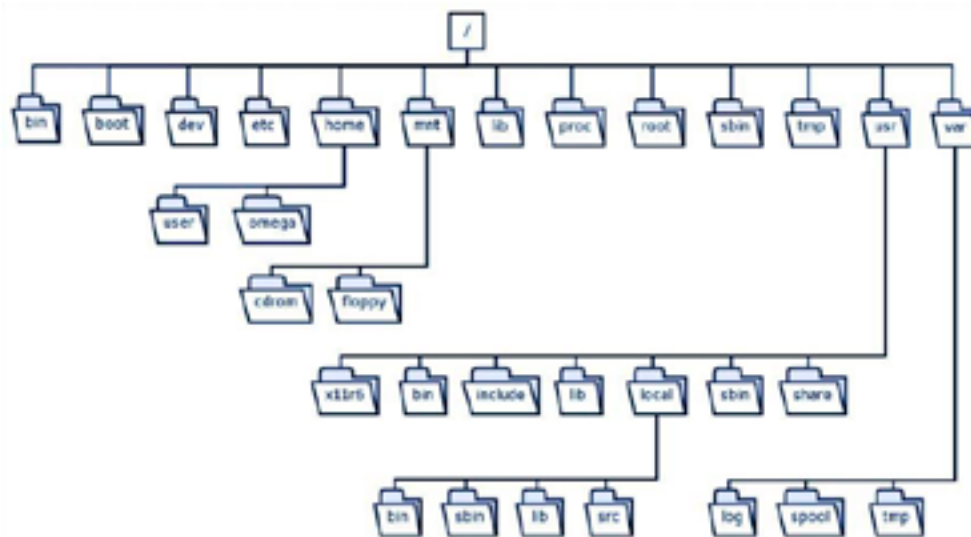 /
bin boot dev etc home mnt lib proc root sbin tmp usr var
user omega
cdrom floppy
x11r6 bin include lib local sbin share
bin sbin lib src log spool tmp